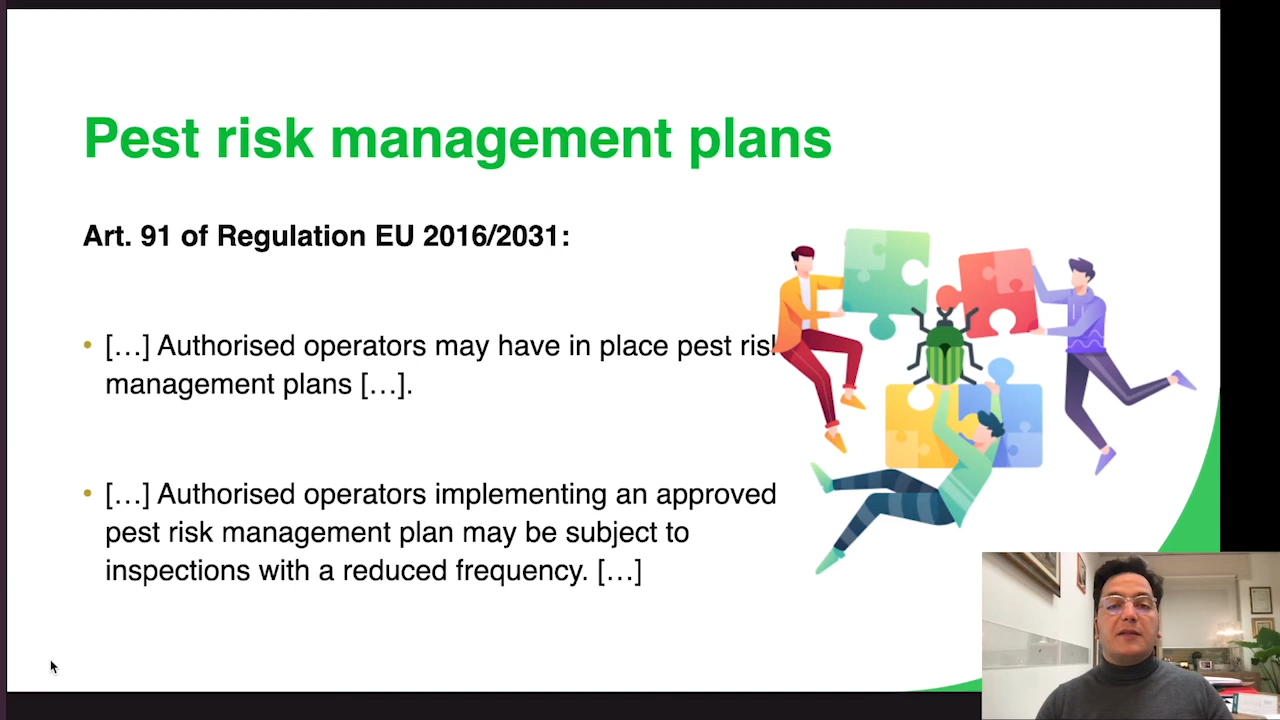 Pest risk management plans
Art. 91 of Regulation EU 2016/2031:
• […] Authorised operators may have in place pest risk
management plans […].
• […] Authorised operators implementing an approved
pest risk management plan may be subject to
inspections with a reduced frequency. […]